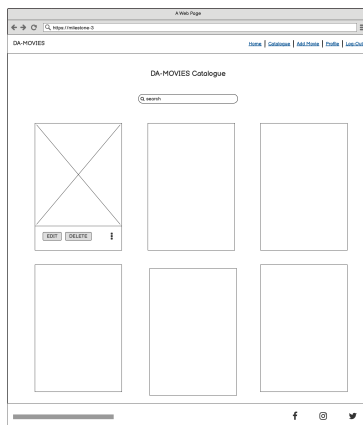 A Web Page
https://milestone-3
DA-MOVIES
Home Catalogue Add Movie Profile Log Out
DA-MOVIES Catalogue
search
EDIT DELETE